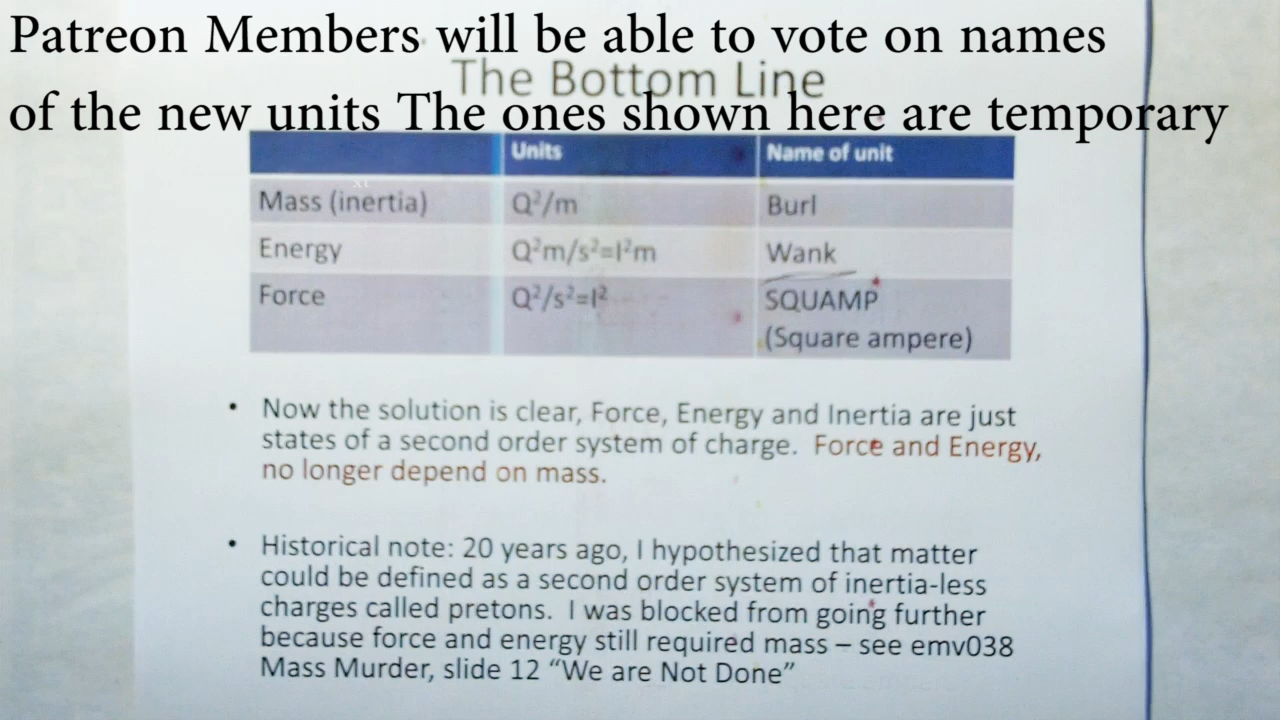 Patreon Members will be able to vote on names
The Bottom Line
of the new units The ones shown here are temporary
Units Name of unit
Mass (inertia) Q²/m Burl
Energy Q²m/s²=I²m Wank
Force Q²/s²=I² SQUAMP
(Square ampere)
• Now the solution is clear, Force, Energy and Inertia are just
states of a second order system of charge. Force and Energy,
no longer depend on mass.
• Historical note: 20 years ago, I hypothesized that matter
could be defined as a second order system of inertia-less
charges called pretons. I was blocked from going further
because force and energy still required mass – see emv038
Mass Murder, slide 12 “We are Not Done”